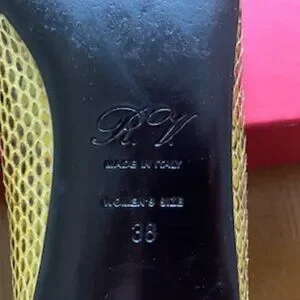 RV
MADE IN ITALY
WOMEN'S SIZE
38